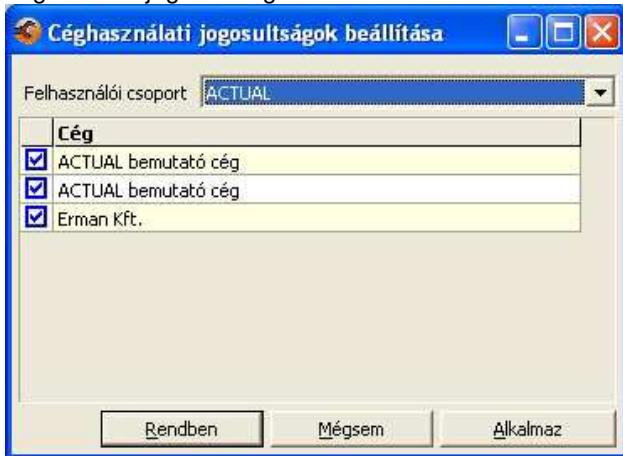 Céghasználati jogosultságok beállítása
Felhasználói csoport ACTUAL
Cég
ACTUAL bemutató cég
ACTUAL bemutató cég
Erman Kft.
Rendben Mégsem Alkalmaz